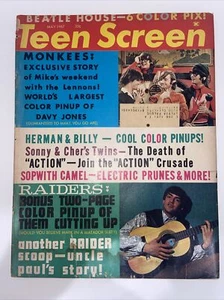 BEATLE HOUSE—6 COLOR PIX!
Teen Screen
MONKEES:
EXCLUSIVE STORY
of Mike's weekend
with the Lennons!
WORLD'S LARGEST
COLOR PINUP OF
DAVY JONES
HERMAN & BILLY — COOL COLOR PINUPS!
Sonny & Cher's Twins—The Death of
"ACTION"—Join the "ACTION" Crusade
SOPWITH CAMEL—ELECTRIC PRUNES & MORE!
RAIDERS:
BONUS TWO-PAGE
COLOR PINUP OF
THEM CUTTING UP
another RAIDER
scoop—uncle
paul's story!